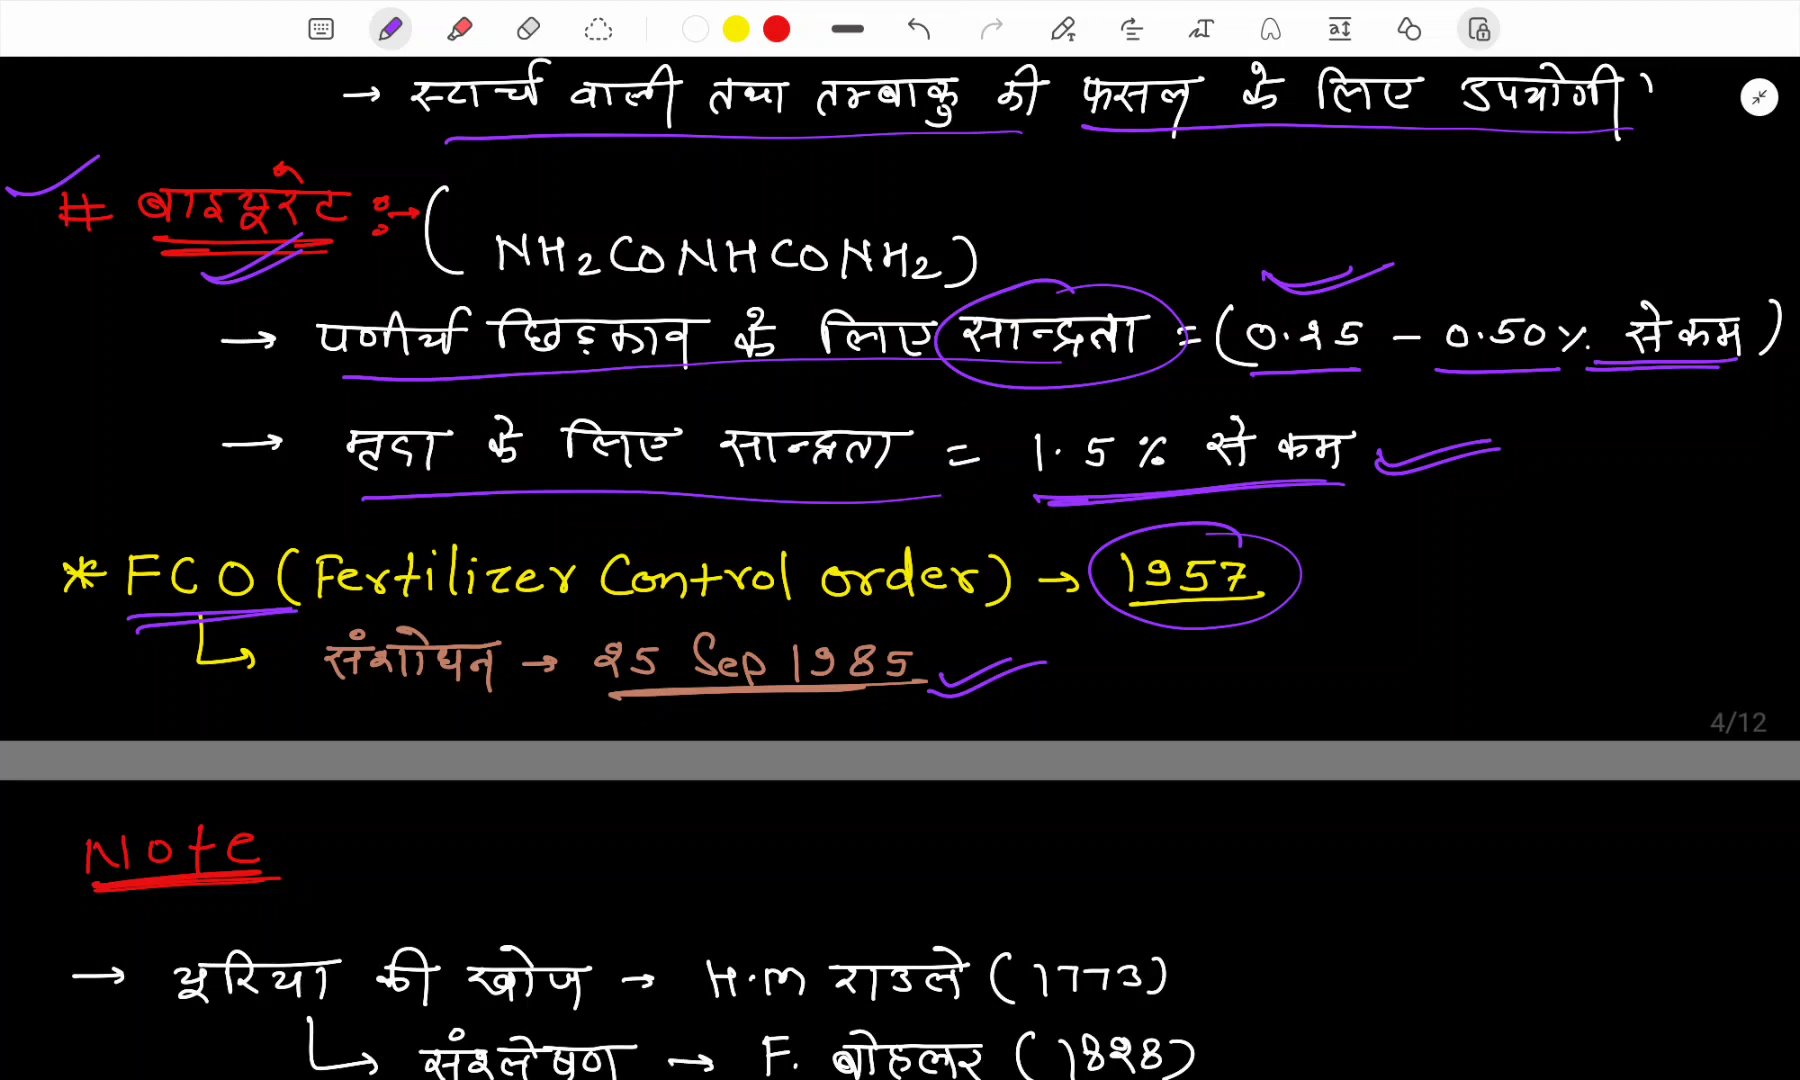 → स्टार्च वाली तथा तम्बाकु की फसल के लिए उपयोगी
# बाइयूरेट :→ (NH2CONHCONH2)
→ पर्णीय छिड़काव के लिए सान्द्रता = (0.25 - 0.50% से कम)
→ मृदा के लिए सान्द्रता = 1.5% से कम
* FCO (Fertilizer Control order) → 1957
संशोधन → 25 Sep 1985
4/12
Note
→ यूरिया की खोज → H.M राउले (1773)
संश्लेषण → F. वोहलर (1828)